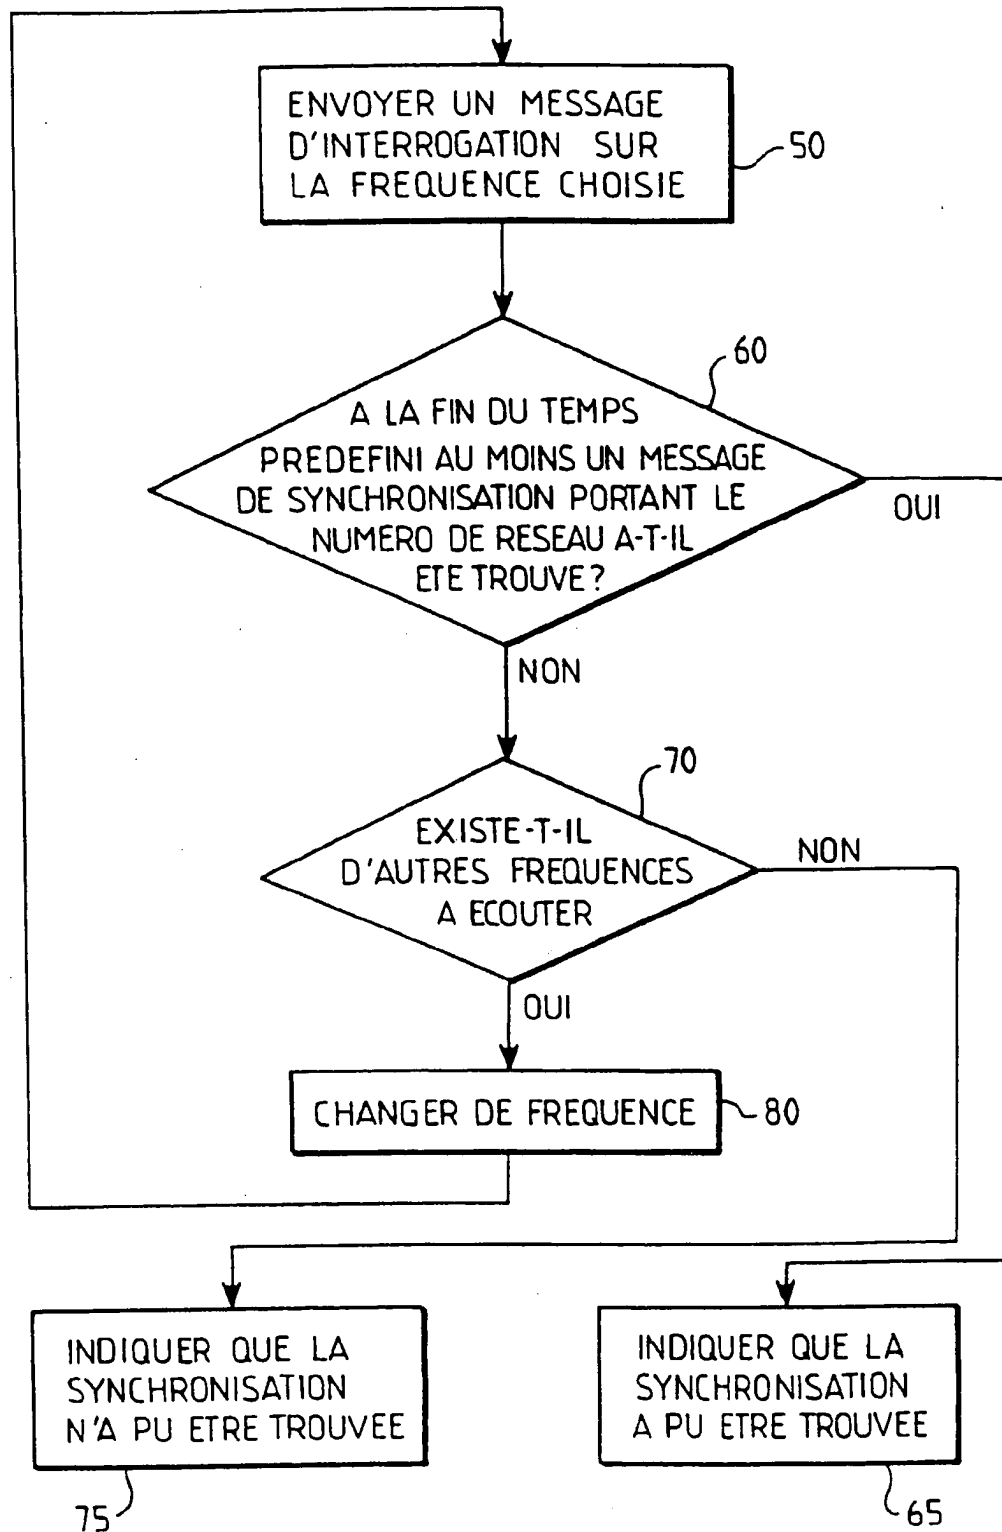 ENVOYER UN MESSAGE
D'INTERROGATION SUR
LA FREQUENCE CHOISIE
50
60
A LA FIN DU TEMPS
PREDEFINI AU MOINS UN MESSAGE
DE SYNCHRONISATION PORTANT LE
NUMERO DE RESEAU A-T-IL
ETE TROUVE?
OUI
NON
70
EXISTE-T-IL
D'AUTRES FREQUENCES
A ECOUTER
NON
OUI
CHANGER DE FREQUENCE
80
INDIQUER QUE LA
SYNCHRONISATION
N'A PU ETRE TROUVEE
75
INDIQUER QUE LA
SYNCHRONISATION
A PU ETRE TROUVEE
65